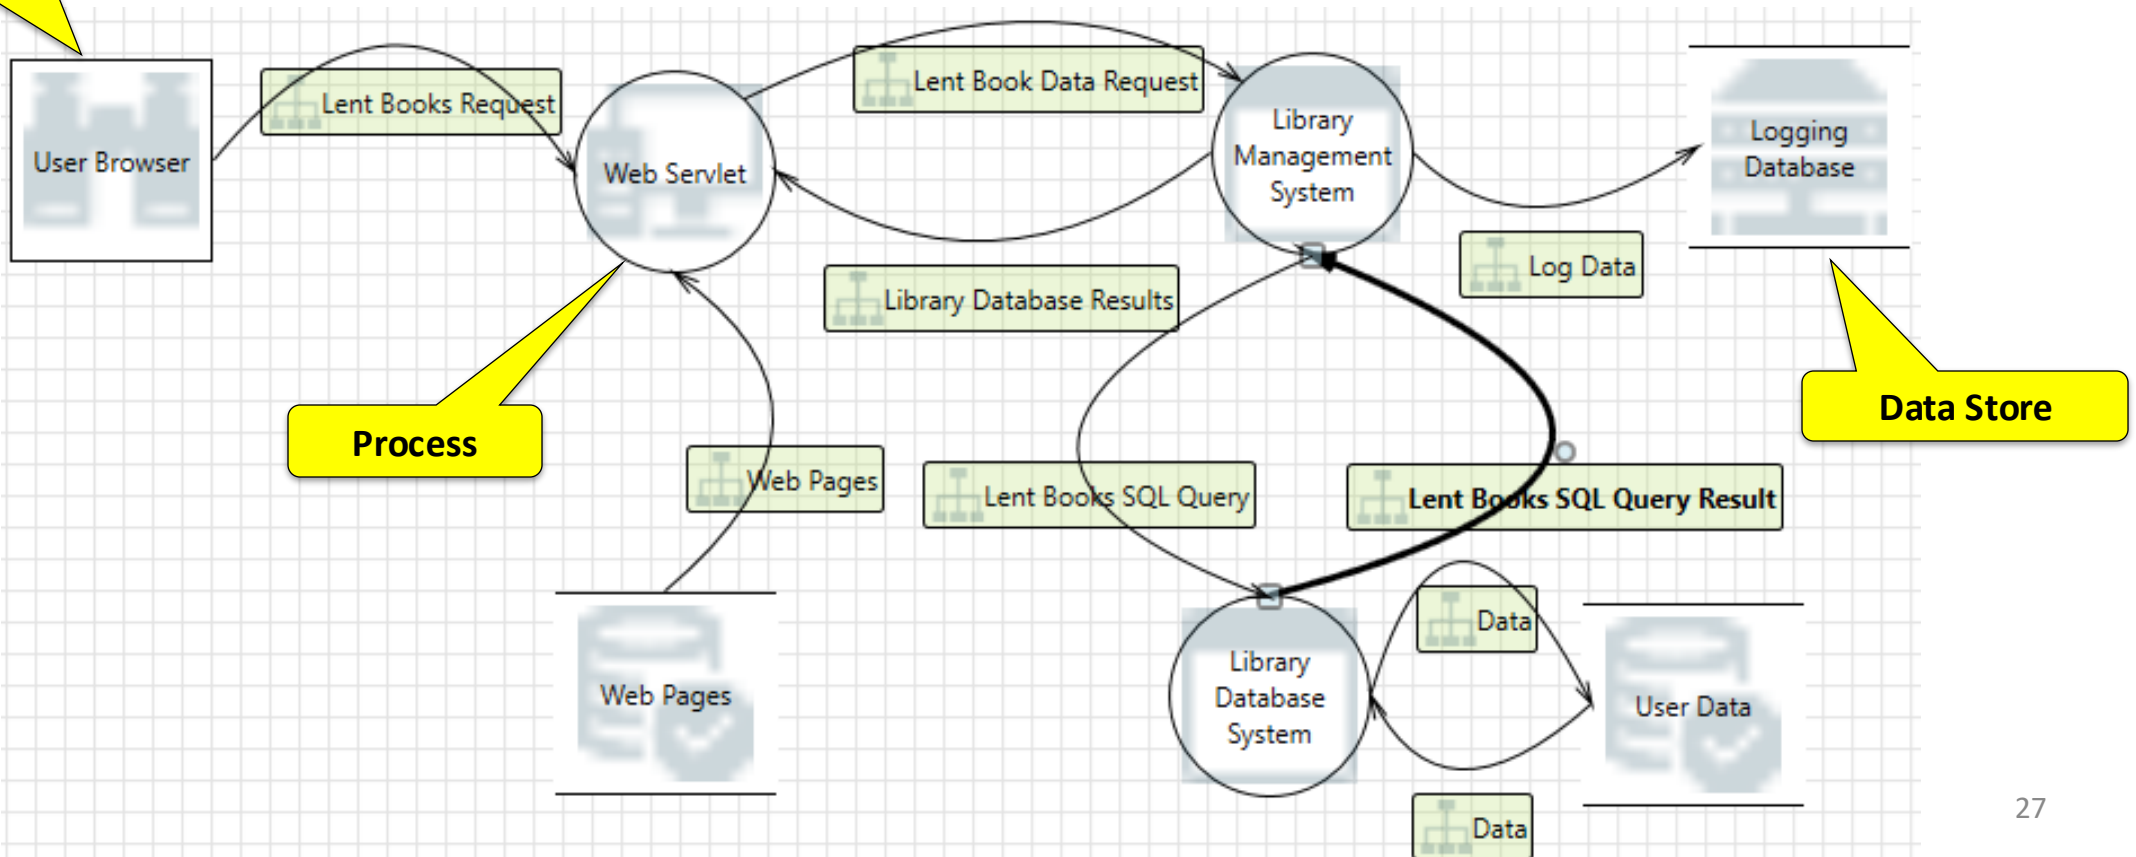 Lent Books Request
Lent Book Data Request
User Browser
Web Servlet
Library
Management
System
Logging
Database
Log Data
Library Database Results
Process
Data Store
Web Pages
Lent Books SQL Query
Lent Books SQL Query Result
Data
Web Pages
Library
Database
System
User Data
Data
27